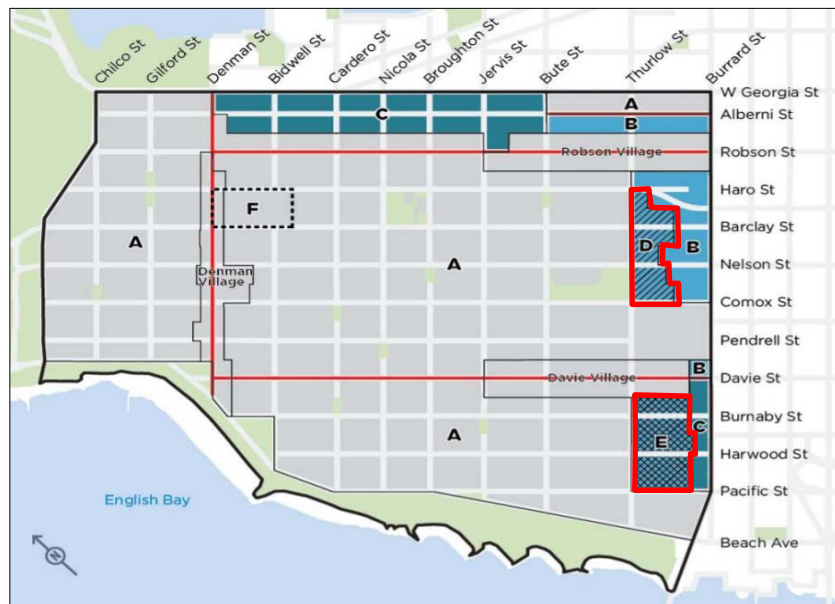 Chilco St
Gilford St
Denman St
Bidwell St
Cardero St
Nicola St
Broughton St
Jervis St
Bute St
Thurlow St
Burrard St
W Georgia St
A
Alberni St
C
B
Robson Village
Robson St
Haro St
F
Barclay St
A
D
B
A
Nelson St
Denman
Village
Comox St
Pendrell St
B
Davie Village
Davie St
Burnaby St
C
A
E
Harwood St
English Bay
Pacific St
N
Beach Ave